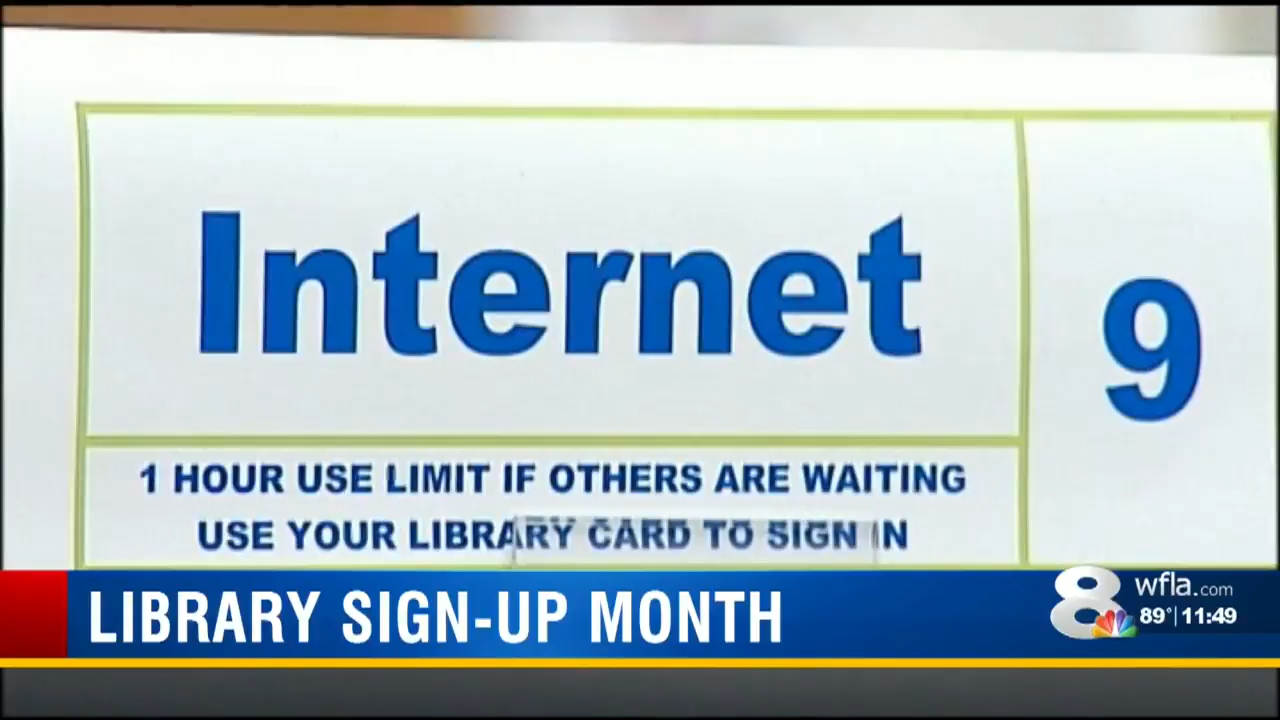 Internet
9
1 HOUR USE LIMIT IF OTHERS ARE WAITING
USE YOUR LIBRARY CARD TO SIGN IN
LIBRARY SIGN-UP MONTH
8
wfla.com
89° 11:49